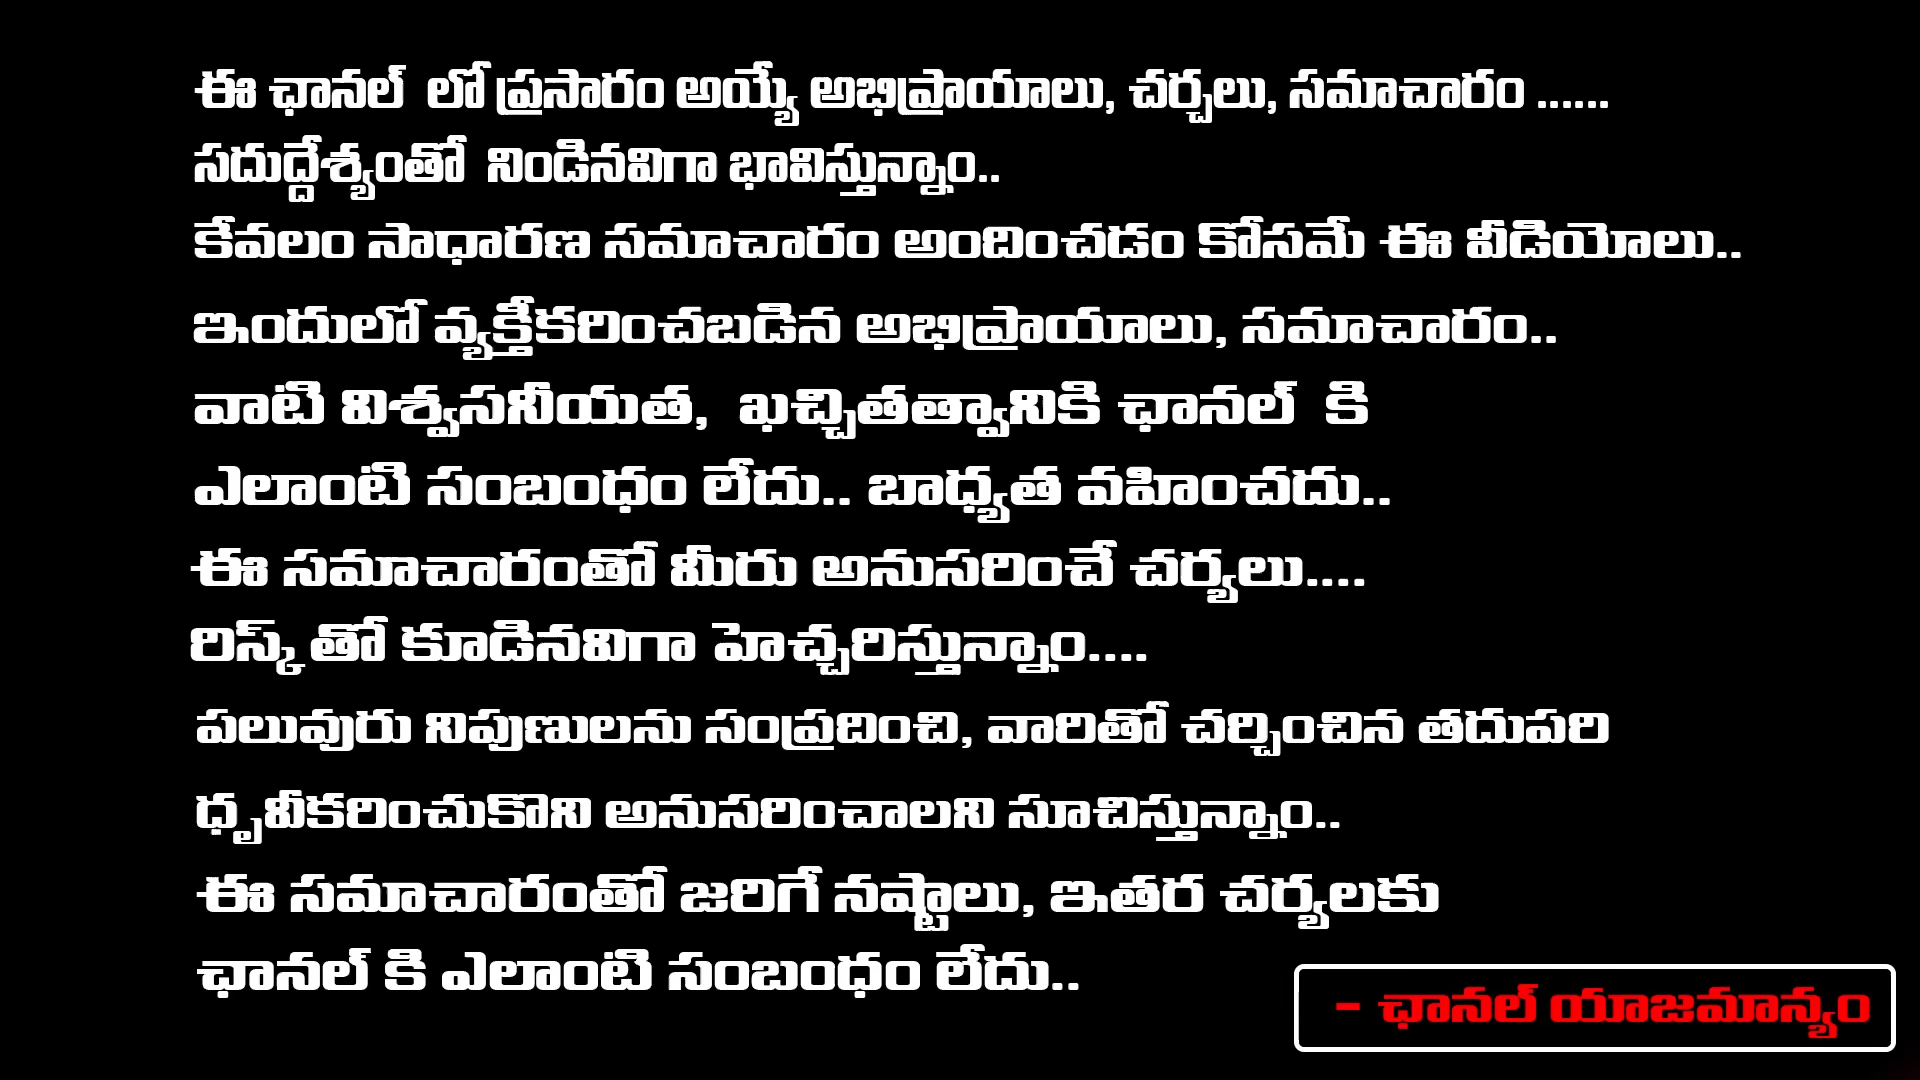 ఈ ఛానల్ లో ప్రసారం అయ్యే అభిప్రాయాలు, చర్చలు, సమాచారం ......
సదుద్దేశ్యంతో నిండినవిగా భావిస్తున్నాం..
కేవలం సాధారణ సమాచారం అందించడం కోసమే ఈ వీడియోలు..
ఇందులో వ్యక్తీకరించబడిన అభిప్రాయాలు, సమాచారం..
వాటి విశ్వసనీయత, ఖచ్చితత్వానికి ఛానల్ కి
ఎలాంటి సంబంధం లేదు.. బాధ్యత వహించదు..
ఈ సమాచారంతో మీరు అనుసరించే చర్యలు....
రిస్క్ తో కూడినవిగా హెచ్చరిస్తున్నాం....
పలువురు నిపుణులను సంప్రదించి, వారితో చర్చించిన తదుపరి
ధృవీకరించుకొని అనుసరించాలని సూచిస్తున్నాం..
ఈ సమాచారంతో జరిగే నష్టాలు, ఇతర చర్యలకు
ఛానల్ కి ఎలాంటి సంబంధం లేదు..
- ఛానల్ యాజమాన్యం